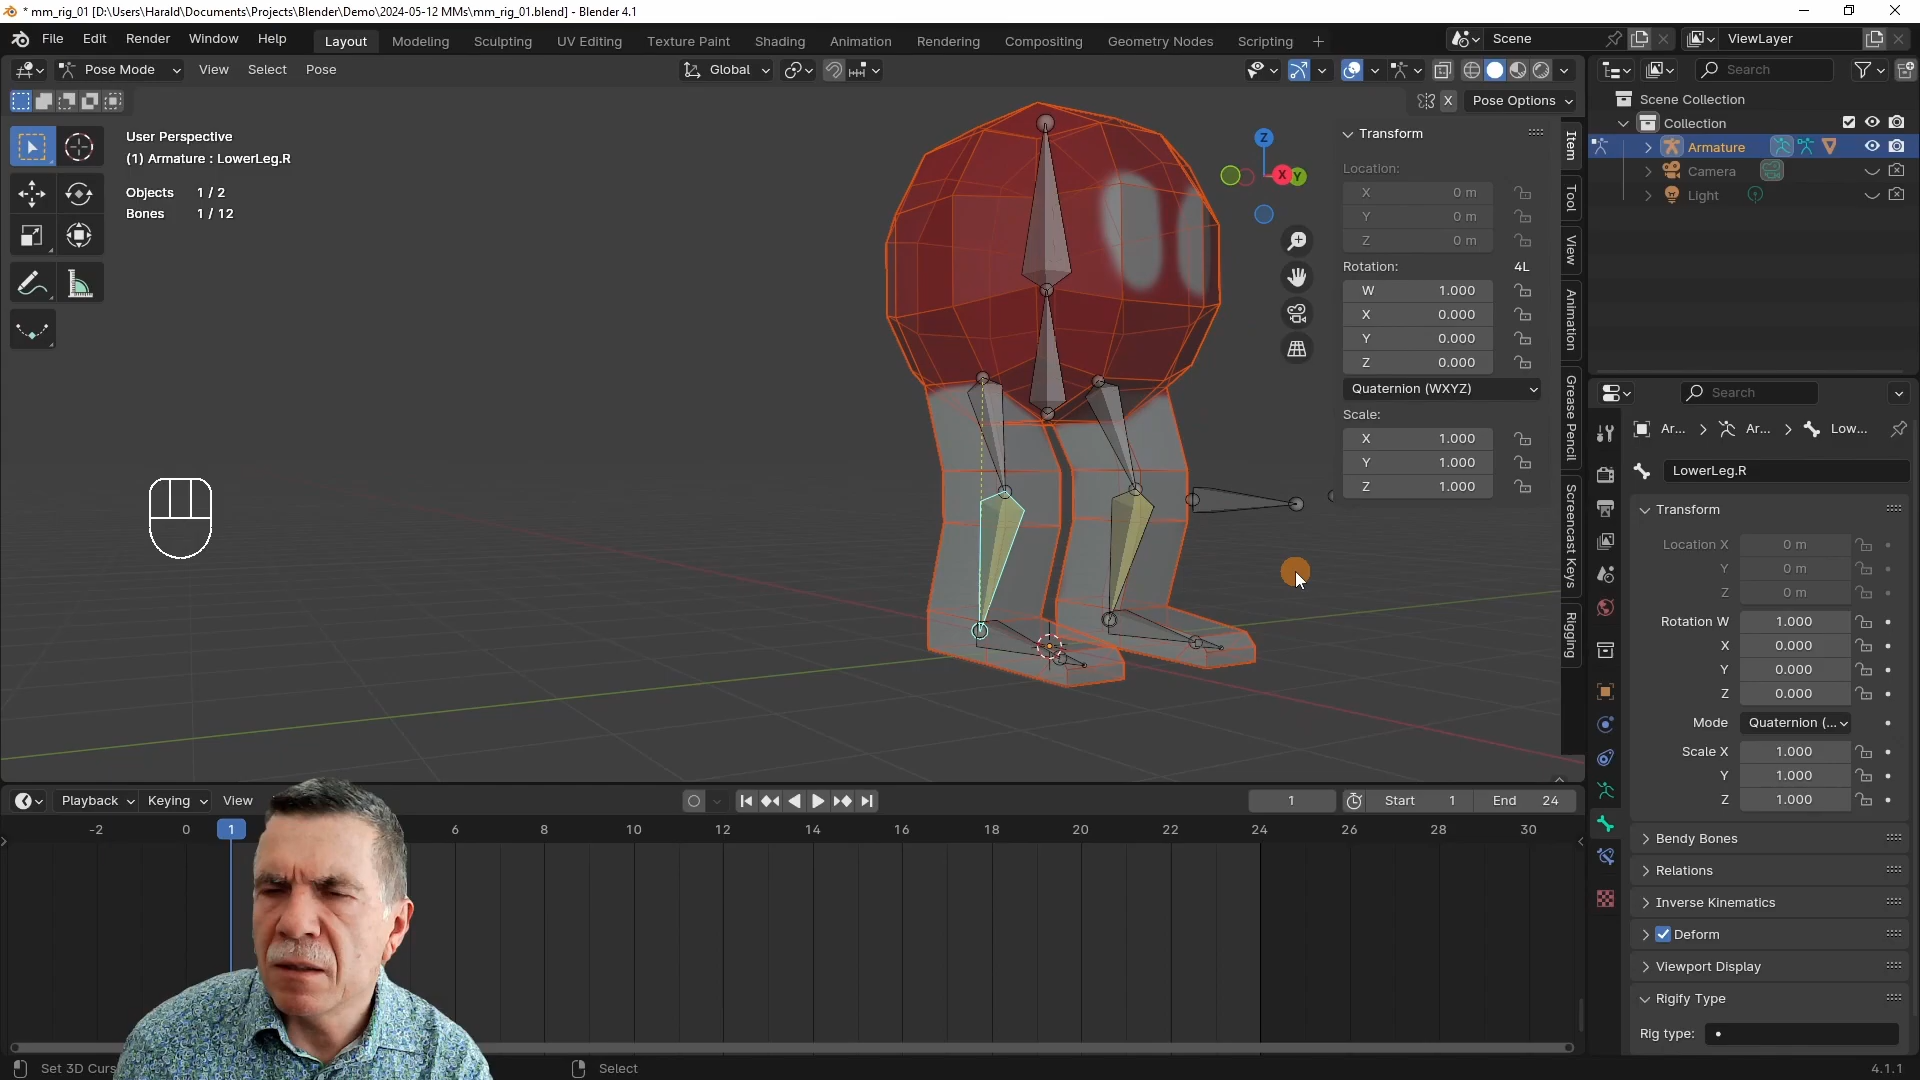 * mm_rig_01 [D:\Users\Harald\Documents\Projects\Blender\Demo\2024-05-12 MMs\mm_rig_01.blend] - Blender 4.1
File Edit Render Window Help Layout Modeling Sculpting UV Editing Texture Paint Shading Animation Rendering Compositing Geometry Nodes Scripting + Scene ViewLayer
Pose Mode View Select Pose Global Search
X Pose Options
Scene Collection
Collection
Armature
Camera
Light
User Perspective
(1) Armature : LowerLeg.R
Objects 1 / 2
Bones 1 / 12
Z
X
Y
Transform
Location:
X 0 m
Y 0 m
Z 0 m
Rotation: 4L
W 1.000
X 0.000
Y 0.000
Z 0.000
Quaternion (WXYZ)
Scale:
X 1.000
Y 1.000
Z 1.000
Item
Tool
View
Animation
Grease Pencil
Screencast Keys
Rigging
Search
Ar... Ar... Low...
LowerLeg.R
Transform
Location X 0 m
Y 0 m
Z 0 m
Rotation W 1.000
X 0.000
Y 0.000
Z 0.000
Mode Quaternion (...
Scale X 1.000
Y 1.000
Z 1.000
Bendy Bones
Relations
Inverse Kinematics
Deform
Viewport Display
Rigify Type
Rig type:
Playback Keying View 1 Start 1 End 24
-2 0 1 6 8 10 12 14 16 18 20 22 24 26 28 30
Set 3D Curs Select 4.1.1